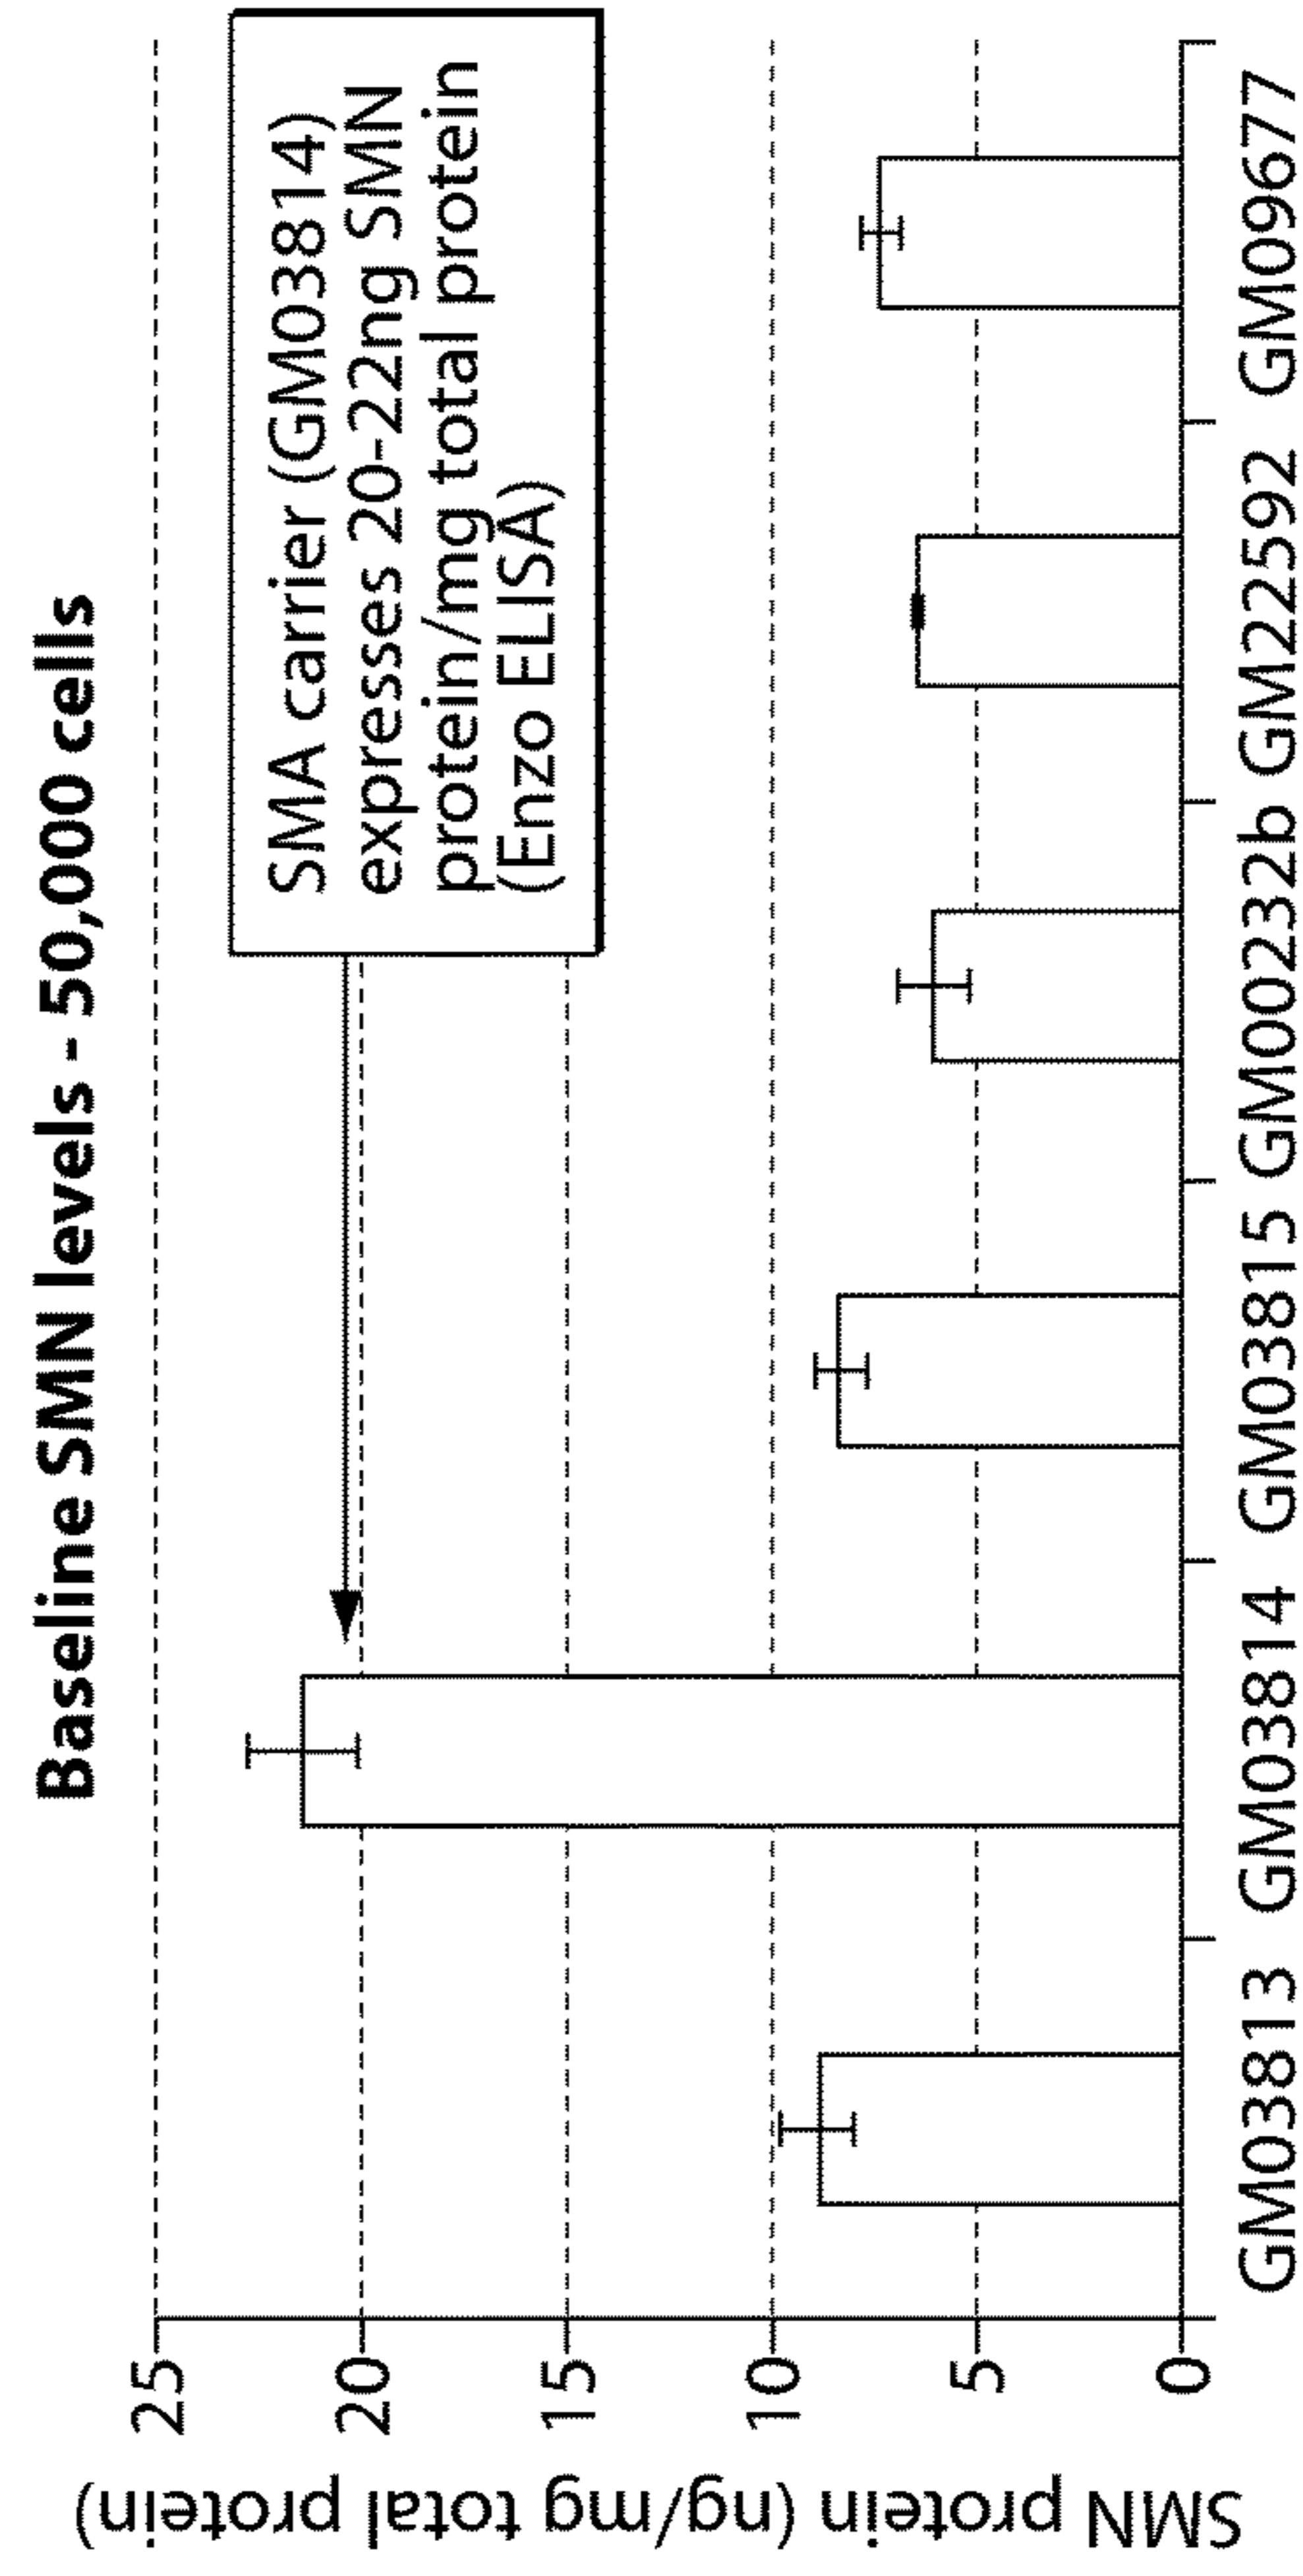 Baseline SMN levels - 50,000 cells
SMN protein (ng/mg total protein)
25
20
15
10
5
0
SMA carrier (GM03814)
expresses 20-22ng SMN
protein/mg total protein
(Enzo ELISA)
GM03813 GM03814 GM03815 GM00232b GM22592 GM09677